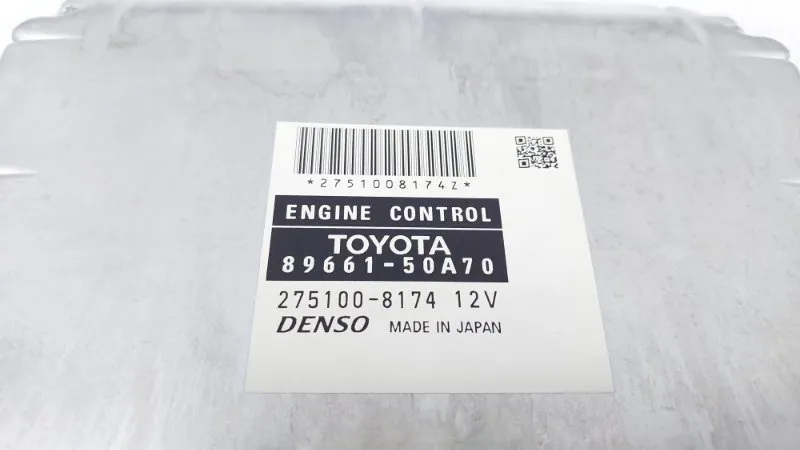 *2751008174Z*
ENGINE CONTROL
TOYOTA
89661-50A70
275100-8174 12V
DENSO MADE IN JAPAN